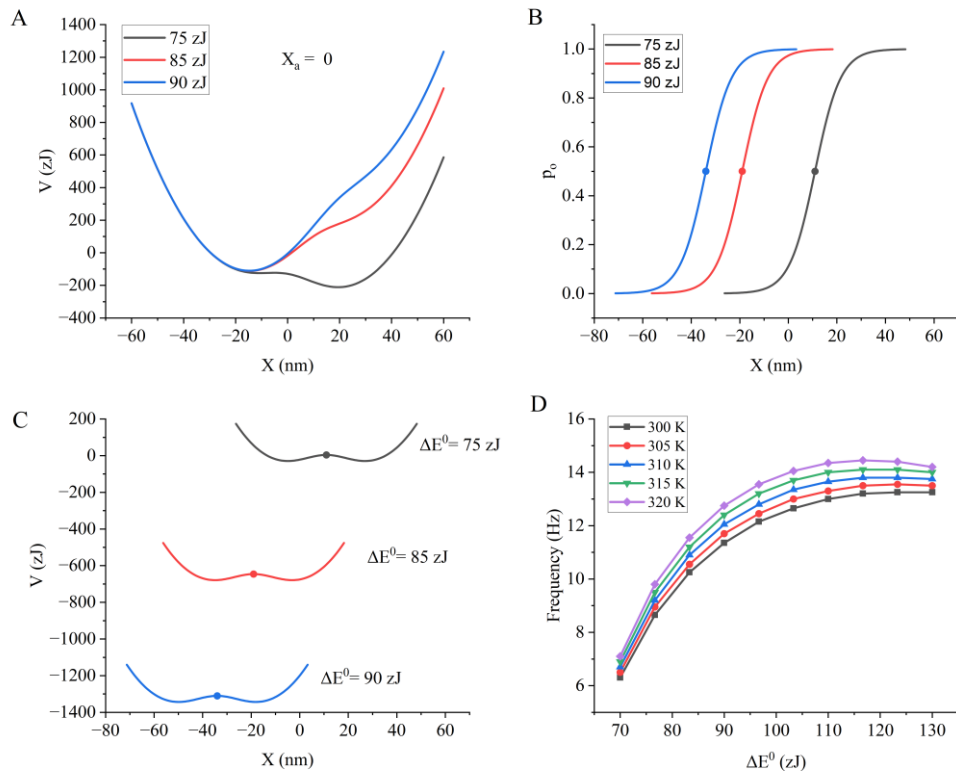 A
75 zJ
85 zJ
90 zJ
Xa = 0
V (zJ)
1400
1200
1000
800
600
400
200
0
−200
−400
−60 −40 −20 0 20 40 60
X (nm)
B
75 zJ
85 zJ
90 zJ
po
1.0
0.8
0.6
0.4
0.2
0.0
−80 −60 −40 −20 0 20 40 60
X (nm)
C
ΔE⁰= 75 zJ
ΔE⁰= 85 zJ
ΔE⁰= 90 zJ
V (zJ)
200
0
−200
−400
−600
−800
−1000
−1200
−1400
−80 −60 −40 −20 0 20 40 60
X (nm)
D
300 K
305 K
310 K
315 K
320 K
Frequency (Hz)
16
14
12
10
8
6
70 80 90 100 110 120 130
ΔE⁰ (zJ)